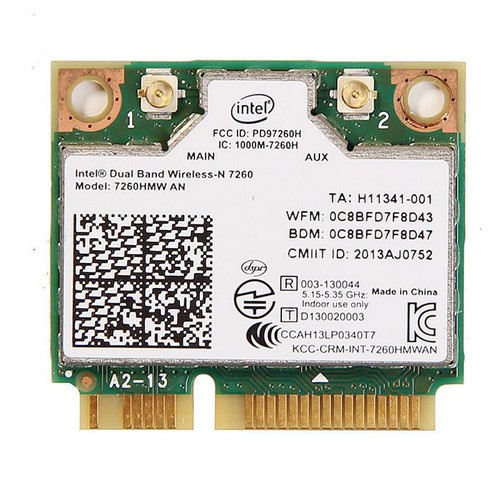 1
2
intel
FCC ID: PD97260H
IC: 1000M-7260H
MAIN AUX
Intel® Dual Band Wireless-N 7260
Model: 7260HMW AN
TA: H11341-001
WFM: 0C8BFD7F8D43
BDM: 0C8BFD7F8D47
CMIIT ID: 2013AJ0752
R 003-130044
5.15-5.35 GHz:
Indoor use only
Made in China
T D130020003
CCAH13LP0340T7
KCC-CRM-INT-7260HMWAN
A2-13